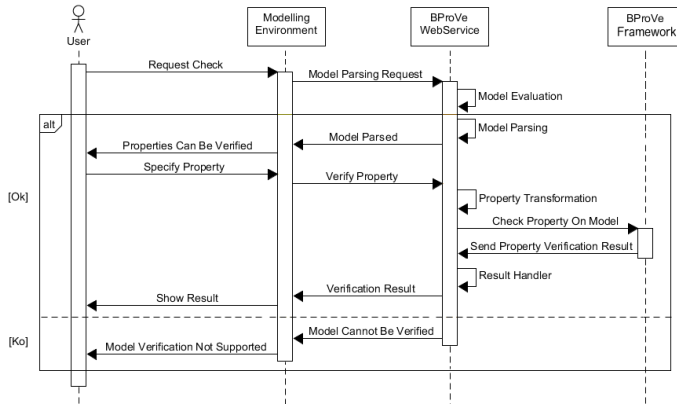 User
Modelling
Environment
BProVe
WebService
BProVe
Framework
Request Check
Model Parsing Request
Model Evaluation
alt
Model Parsing
Model Parsed
Properties Can Be Verified
Specify Property
Verify Property
[Ok]
Property Transformation
Check Property On Model
Send Property Verification Result
Result Handler
Verification Result
Show Result
Model Cannot Be Verified
[Ko]
Model Verification Not Supported